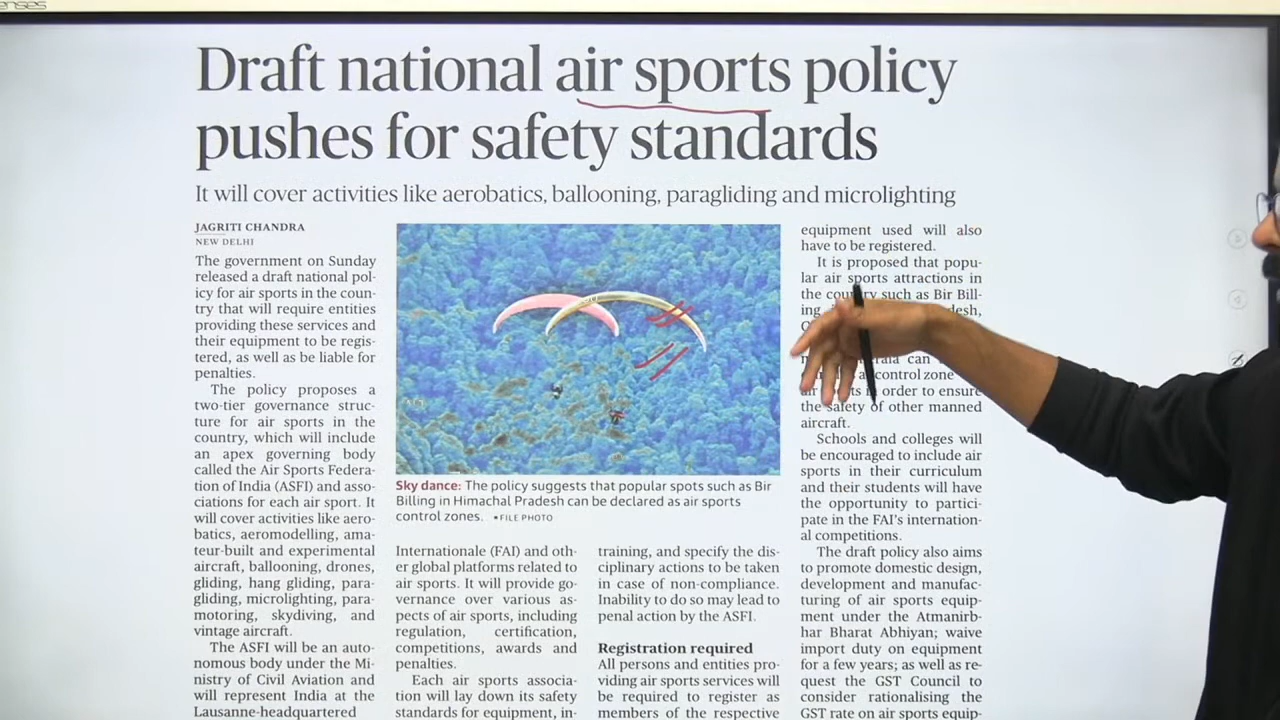 enses
Draft national air sports policy
pushes for safety standards
It will cover activities like aerobatics, ballooning, paragliding and microlighting
JAGRITI CHANDRA
NEW DELHI
The government on Sunday
released a draft national pol-
icy for air sports in the coun-
try that will require entities
providing these services and
their equipment to be regis-
tered, as well as be liable for
penalties.
The policy proposes a
two-tier governance struc-
ture for air sports in the
country, which will include
an apex governing body
called the Air Sports Federa-
tion of India (ASFI) and asso-
ciations for each air sport. It
will cover activities like aero-
batics, aeromodelling, ama-
teur-built and experimental
aircraft, ballooning, drones,
gliding, hang gliding, para-
gliding, microlighting, para-
motoring, skydiving, and
vintage aircraft.
The ASFI will be an auto-
nomous body under the Mi-
nistry of Civil Aviation and
will represent India at the
Lausanne-headquartered
Sky dance: The policy suggests that popular spots such as Bir
Billing in Himachal Pradesh can be declared as air sports
control zones. •FILE PHOTO
Internationale (FAI) and oth-
er global platforms related to
air sports. It will provide go-
vernance over various as-
pects of air sports, including
regulation, certification,
competitions, awards and
penalties.
Each air sports associa-
tion will lay down its safety
standards for equipment, in-
training, and specify the dis-
ciplinary actions to be taken
in case of non-compliance.
Inability to do so may lead to
penal action by the ASFI.
Registration required
All persons and entities pro-
viding air sports services will
be required to register as
members of the respective
equipment used will also
have to be registered.
It is proposed that popu-
lar air sports attractions in
the country such as Bir Bill-
ing
can
control zone
order to ensure
the safety of other manned
aircraft.
Schools and colleges will
be encouraged to include air
sports in their curriculum
and their students will have
the opportunity to partici-
pate in the FAI's internation-
al competitions.
The draft policy also aims
to promote domestic design,
development and manufac-
turing of air sports equip-
ment under the Atmanirb-
har Bharat Abhiyan; waive
import duty on equipment
for a few years; as well as re-
quest the GST Council to
consider rationalising the
GST rate on air sports equip-